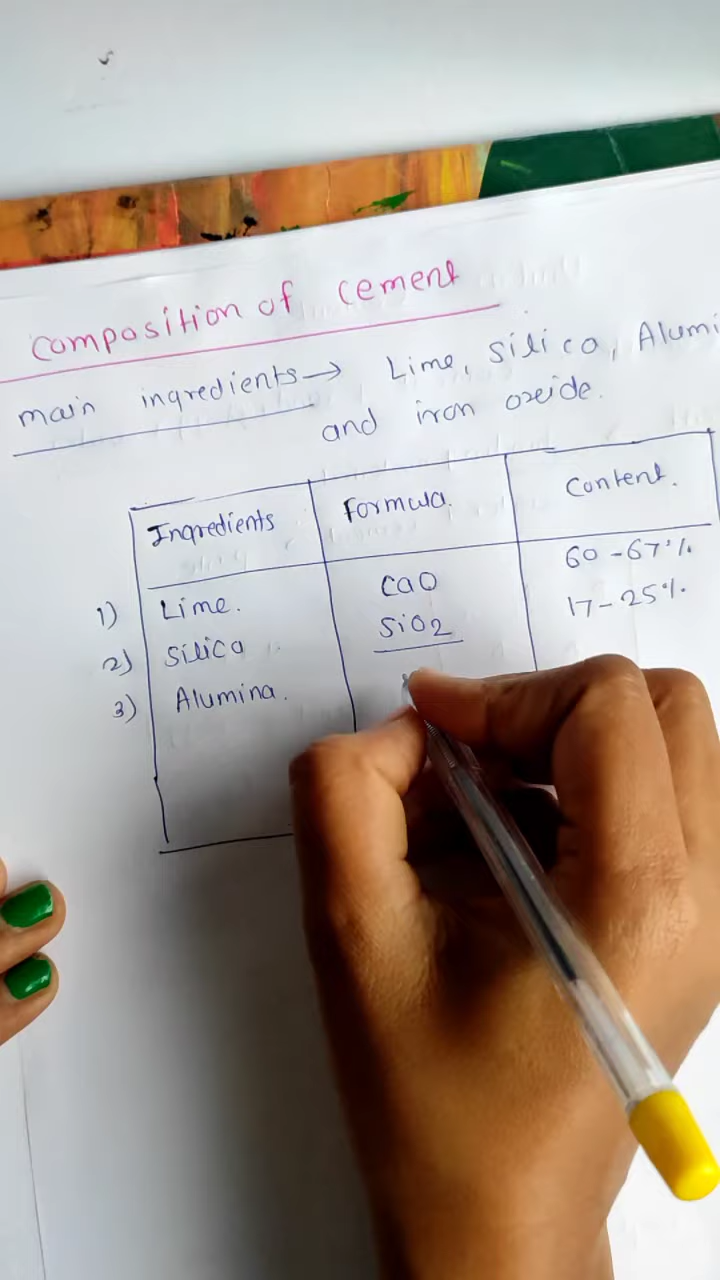 Composition of cement
main ingredients → Lime, Silica, Alumi
and iron oxide.
Ingredients Formula. Content.
1) Lime. CaO 60-67%
2) Silica SiO2 17-25%
3) Alumina.